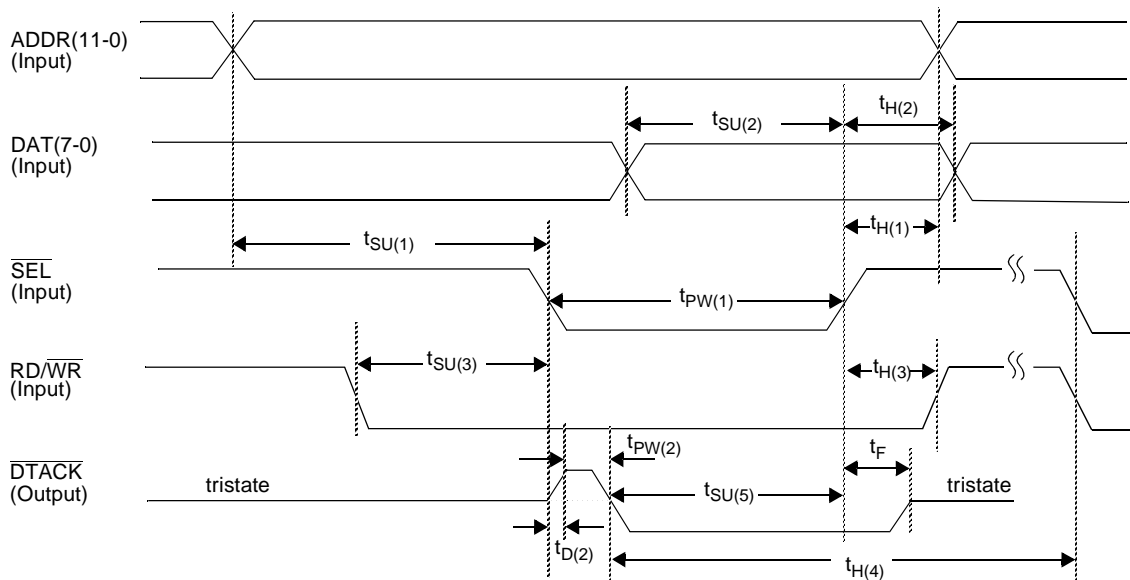 ADDR(11-0)
(Input)
tH(2)
tSU(2)
DAT(7-0)
(Input)
tH(1)
tSU(1)
SEL
(Input)
tPW(1)
RD/WR
(Input)
tSU(3)
tH(3)
tPW(2)
tF
DTACK
(Output)
tristate
tSU(5)
tristate
tD(2)
tH(4)